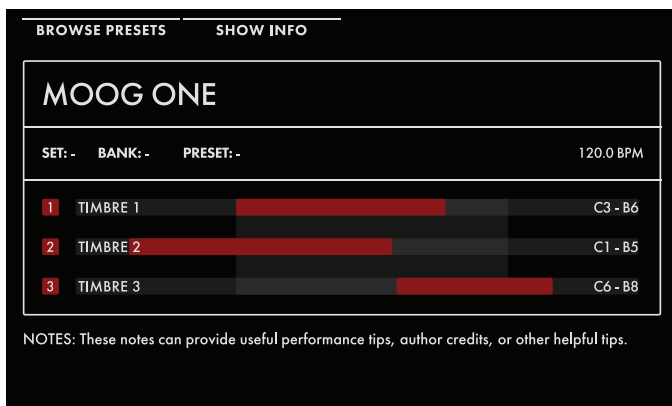 BROWSE PRESETS SHOW INFO
MOOG ONE
SET: - BANK: - PRESET: - 120.0 BPM
1 TIMBRE 1 C3 - B6
2 TIMBRE 2 C1 - B5
3 TIMBRE 3 C6 - B8
NOTES: These notes can provide useful performance tips, author credits, or other helpful tips.